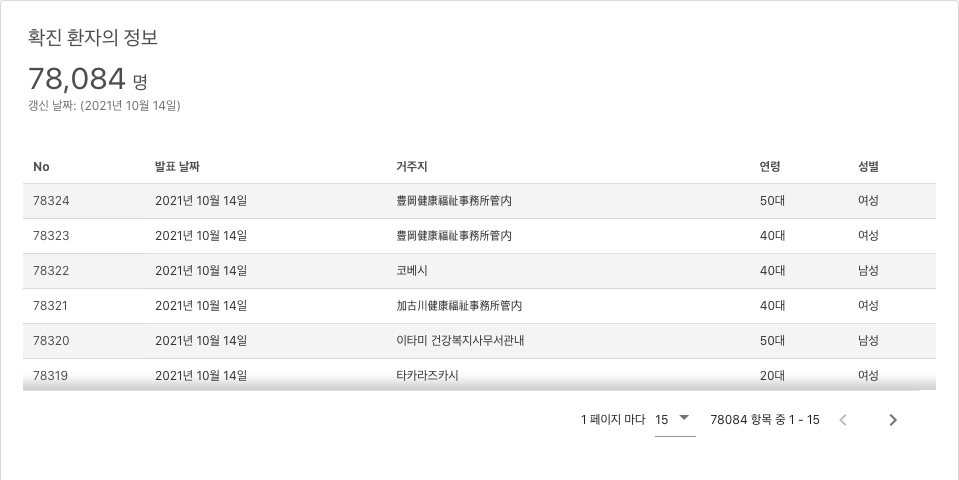 확진 환자의 정보
78,084 명
갱신 날짜: (2021년 10월 14일)
No 발표 날짜 거주지 연령 성별
78324 2021년 10월 14일 豊岡健康福祉事務所管内 50대 여성
78323 2021년 10월 14일 豊岡健康福祉事務所管内 40대 여성
78322 2021년 10월 14일 코베시 40대 남성
78321 2021년 10월 14일 加古川健康福祉事務所管内 40대 여성
78320 2021년 10월 14일 이타미 건강복지사무서관내 50대 남성
78319 2021년 10월 14일 타카라즈카시 20대 여성
1 페이지 마다 15 78084 항목 중 1 - 15